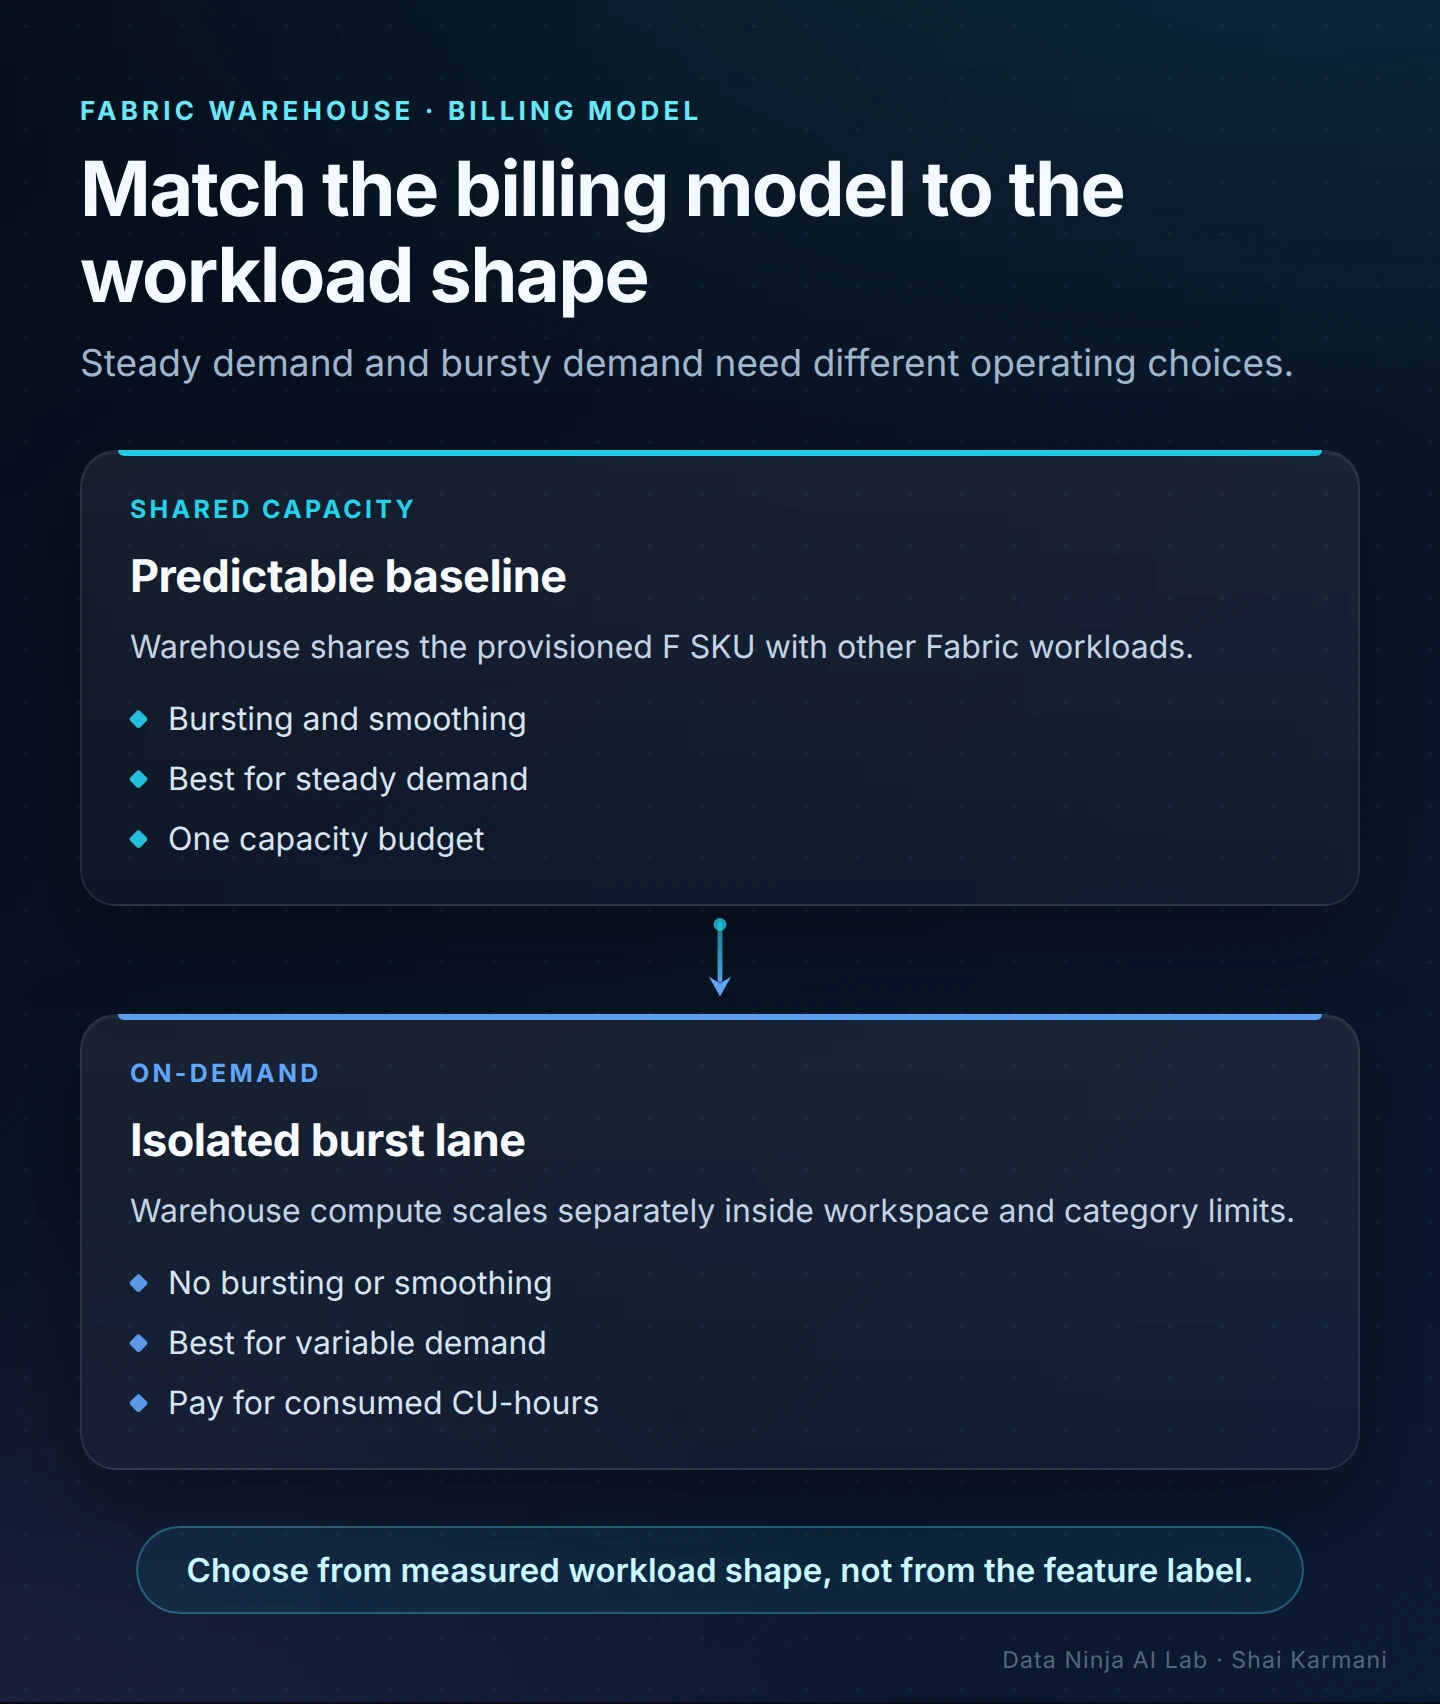 FABRIC WAREHOUSE · BILLING MODEL
Match the billing model to the
workload shape
Steady demand and bursty demand need different operating choices.
SHARED CAPACITY
Predictable baseline
Warehouse shares the provisioned F SKU with other Fabric workloads.
Bursting and smoothing
Best for steady demand
One capacity budget
ON-DEMAND
Isolated burst lane
Warehouse compute scales separately inside workspace and category limits.
No bursting or smoothing
Best for variable demand
Pay for consumed CU-hours
Choose from measured workload shape, not from the feature label.
Data Ninja AI Lab · Shai Karmani